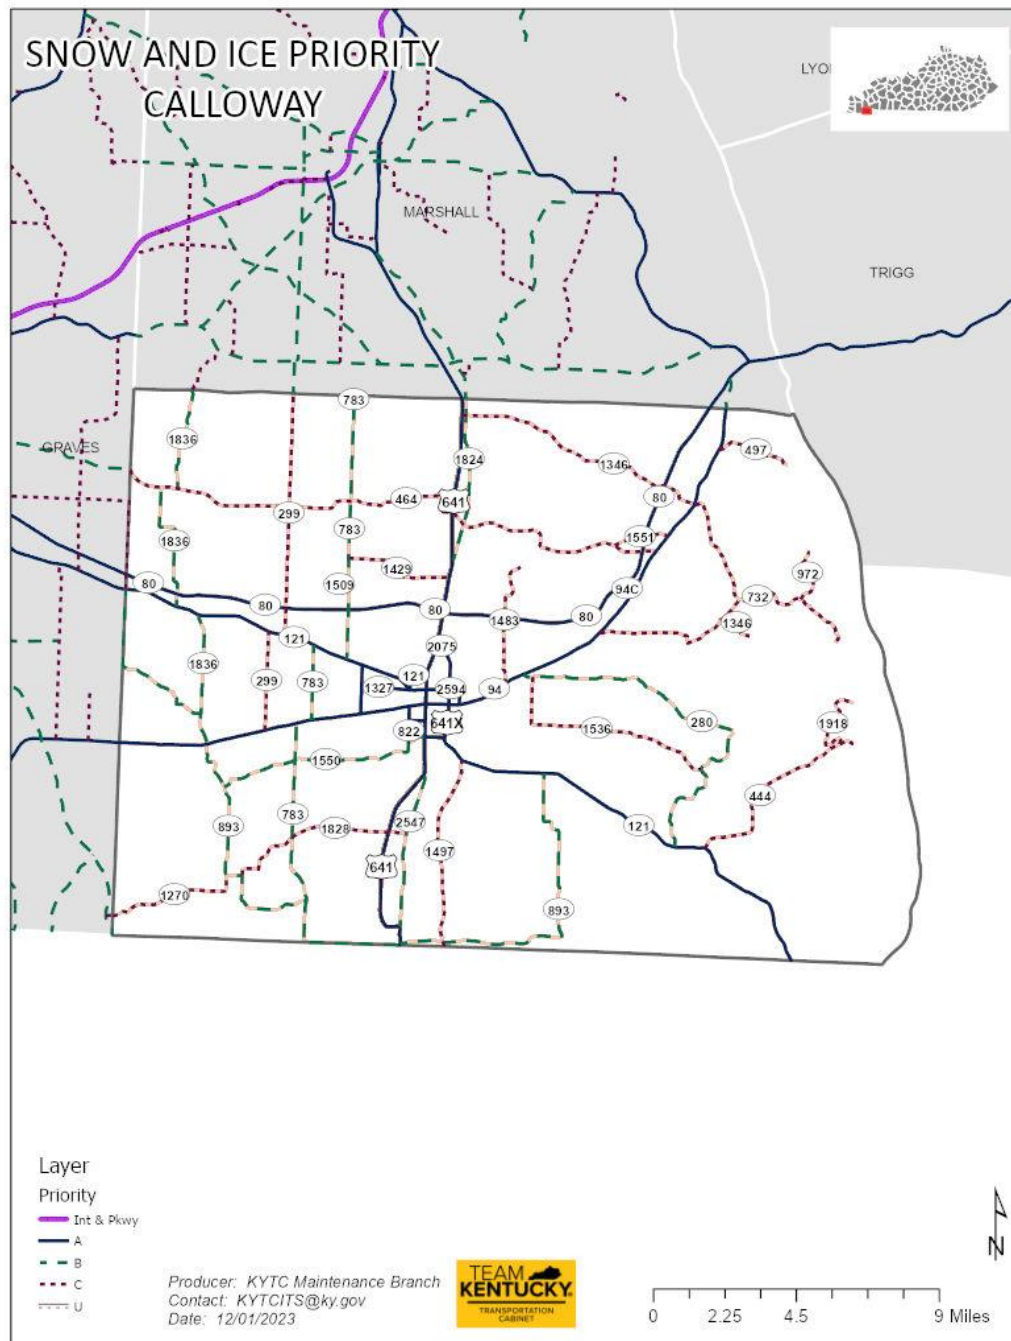 SNOW AND ICE PRIORITY
CALLOWAY
MARSHALL
TRIGG
GRAVES
783
1836
1824
497
1346
464
641
80
299
783
1551
1836
1429
972
80
1509
94C
732
80
80
80
1483
1346
121
2075
1836
299
783
121
1327
2594
94
822
641X
280
1918
1536
1550
444
893
783
1828
2547
121
1497
641
1270
893
Layer
Priority
Int & Pkwy
A
B
C
U
Producer: KYTC Maintenance Branch
Contact: KYTCITS@ky.gov
Date: 12/01/2023
TEAM
KENTUCKY
TRANSPORTATION
CABINET
N
0 2.25 4.5 9 Miles